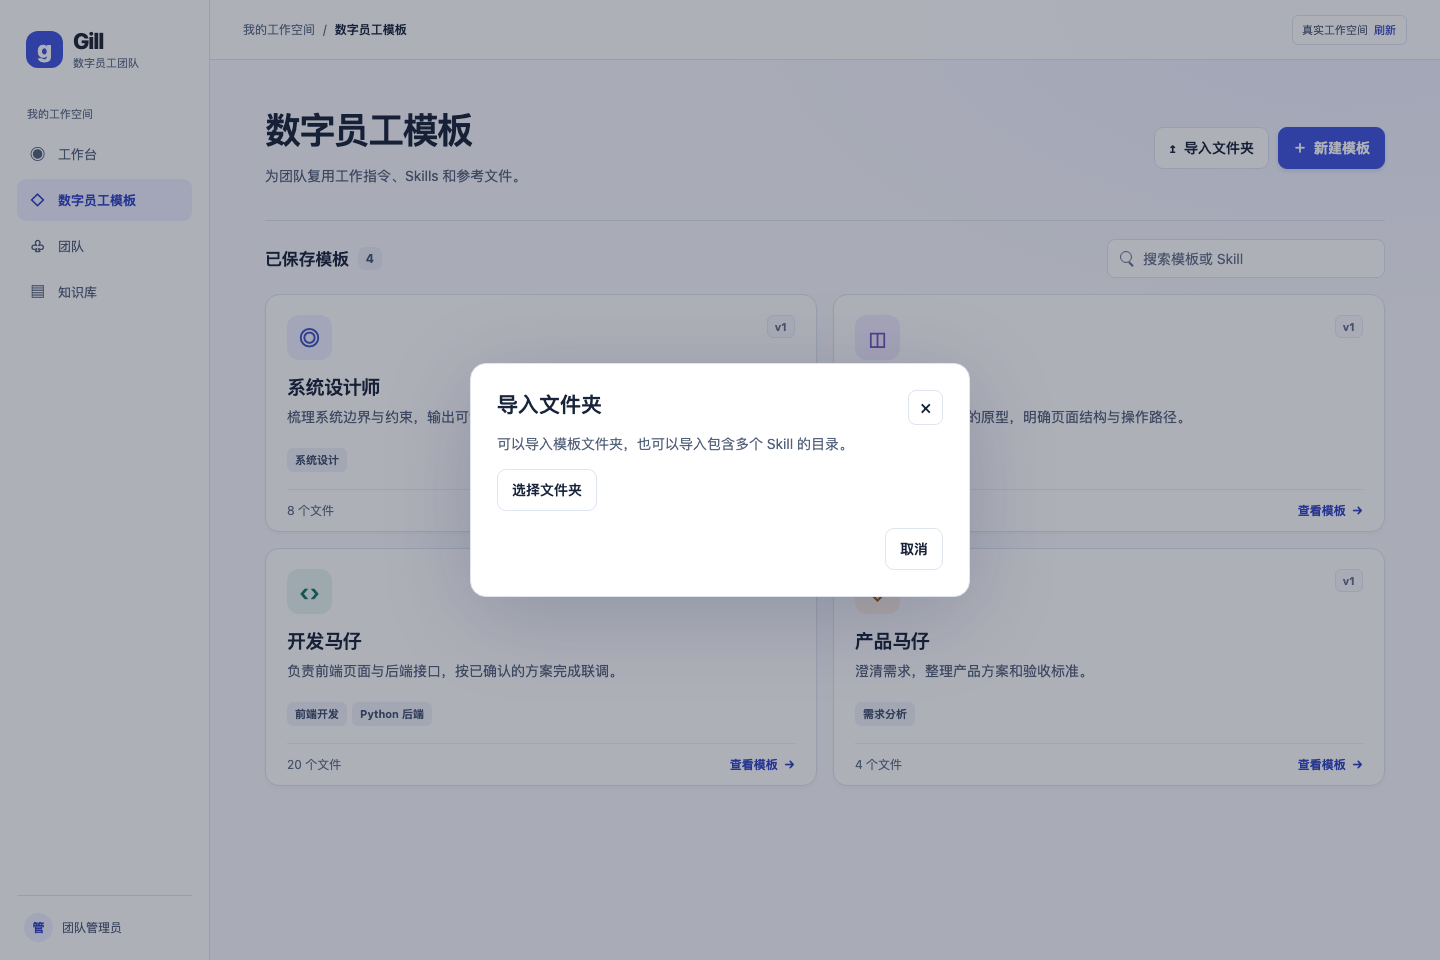 g
Gill
数字员工团队
我的工作空间
工作台
数字员工模板
团队
知识库
管 团队管理员
我的工作空间 / 数字员工模板
真实工作空间 刷新
数字员工模板
为团队复用工作指令、Skills 和参考文件。
导入文件夹
+ 新建模板
已保存模板 4
搜索模板或 Skill
v1
系统设计师
梳理系统边界与约束，输出可
系统设计
8 个文件
v1
的原型，明确页面结构与操作路径。
查看模板 →
导入文件夹
×
可以导入模板文件夹，也可以导入包含多个 Skill 的目录。
选择文件夹
取消
开发马仔
负责前端页面与后端接口，按已确认的方案完成联调。
前端开发 Python 后端
20 个文件 查看模板 →
v1
产品马仔
澄清需求，整理产品方案和验收标准。
需求分析
4 个文件 查看模板 →